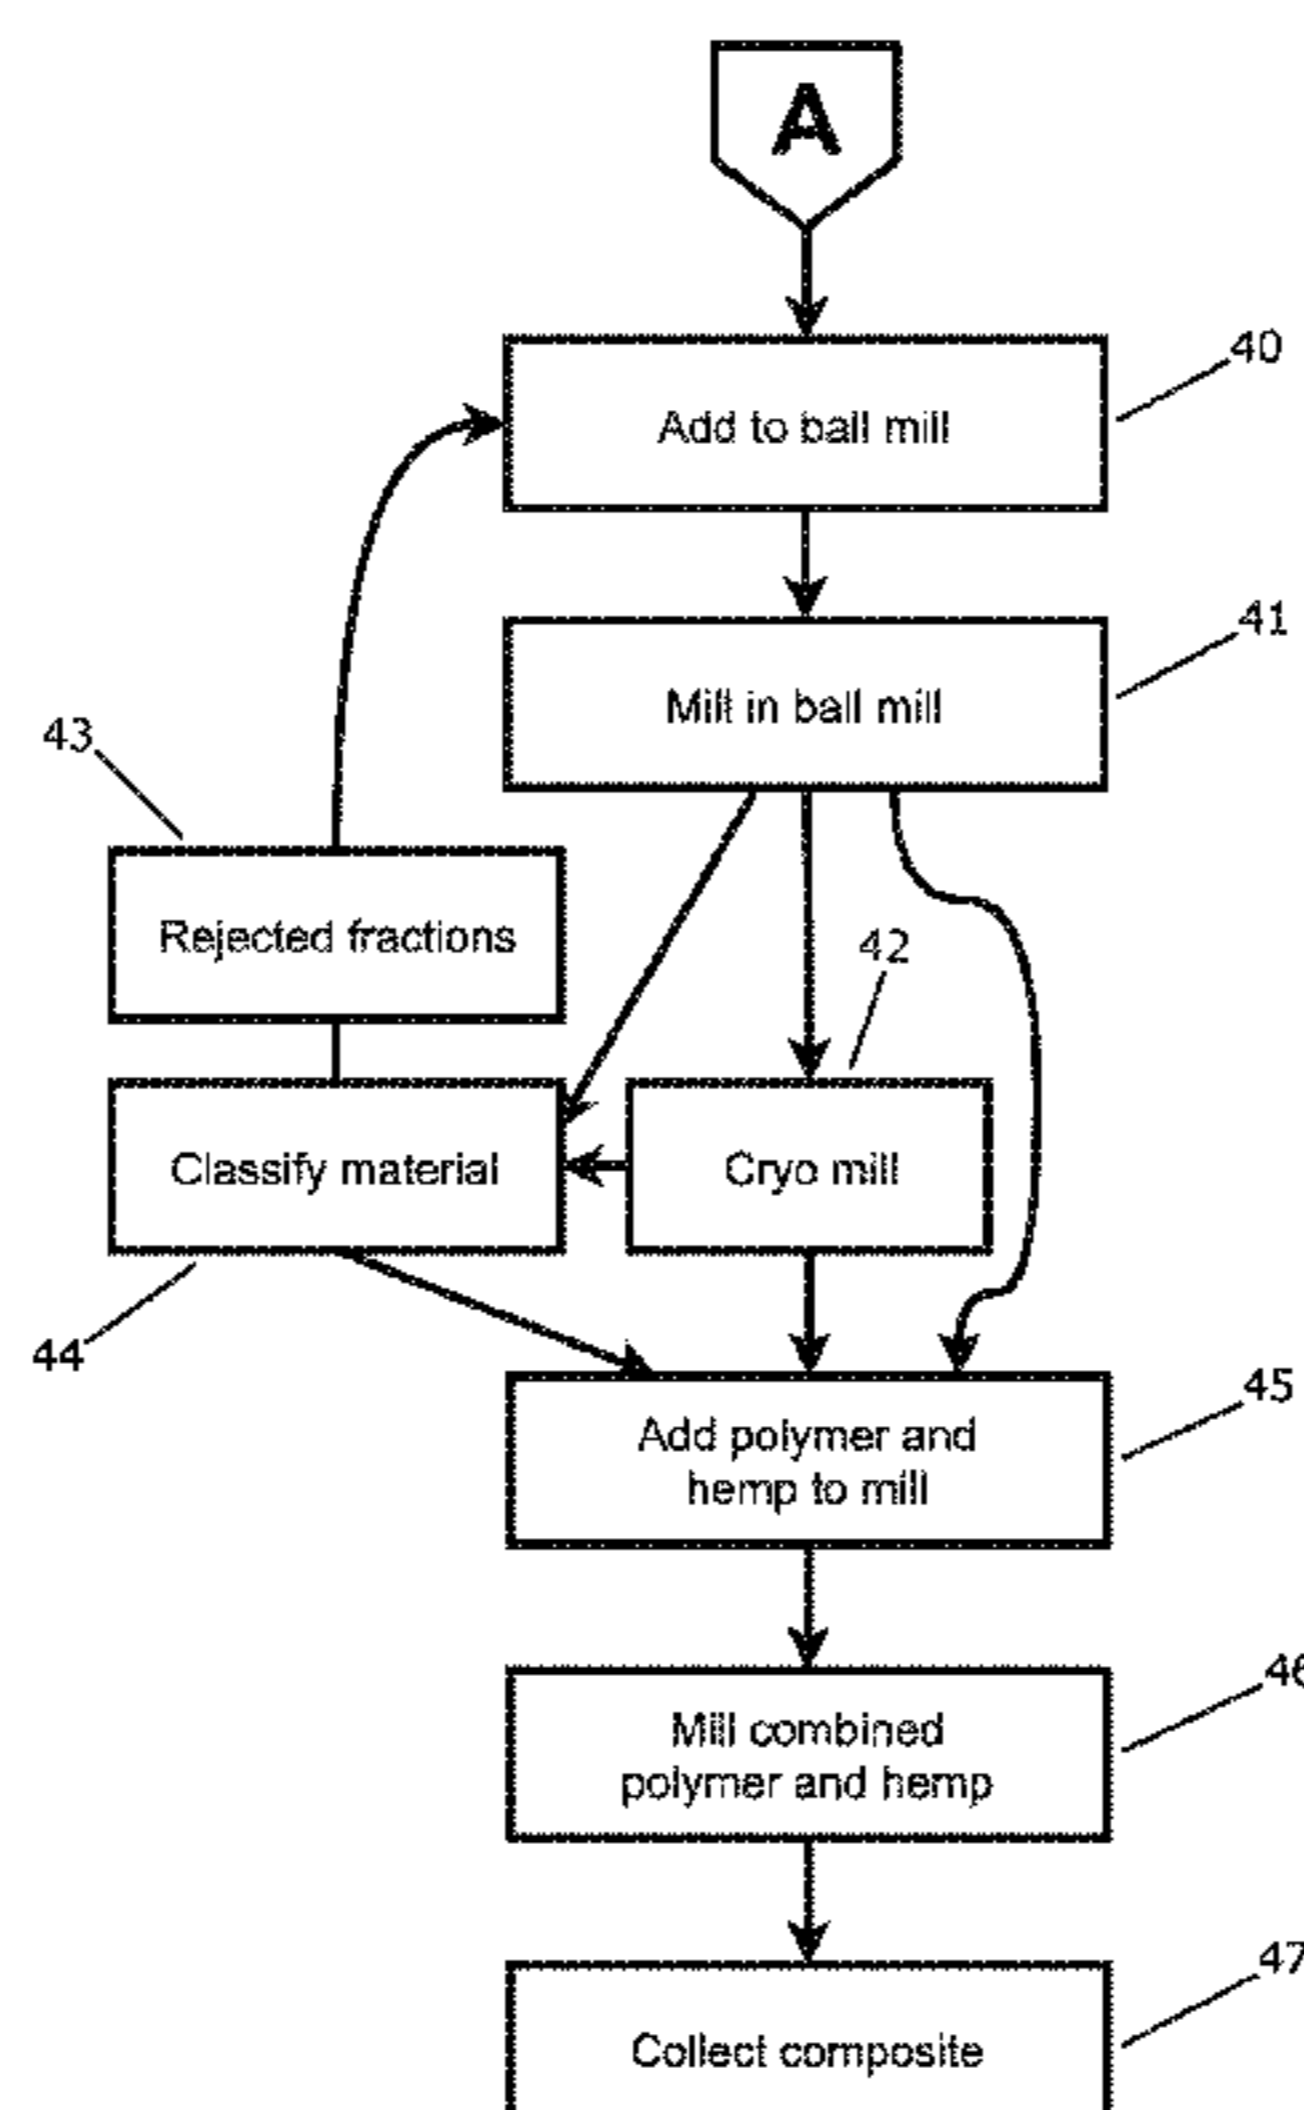 A
40
Add to ball mill
41
Mill in ball mill
43
Rejected fractions
42
Classify material
Cryo mill
44
45
Add polymer and
hemp to mill
46
Mill combined
polymer and hemp
47
Collect composite